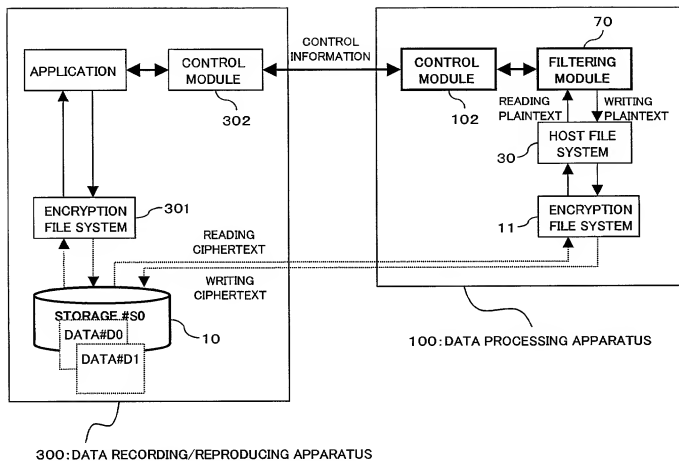 APPLICATION
CONTROL
MODULE
302
CONTROL
INFORMATION
CONTROL
MODULE
102
70
FILTERING
MODULE
READING
PLAINTEXT
WRITING
PLAINTEXT
HOST FILE
SYSTEM
30
ENCRYPTION
FILE SYSTEM
301
ENCRYPTION
FILE SYSTEM
11
READING
CIPHERTEXT
WRITING
CIPHERTEXT
STORAGE #S0
DATA#D0
DATA#D1
10
100:DATA PROCESSING APPARATUS
300:DATA RECORDING/REPRODUCING APPARATUS